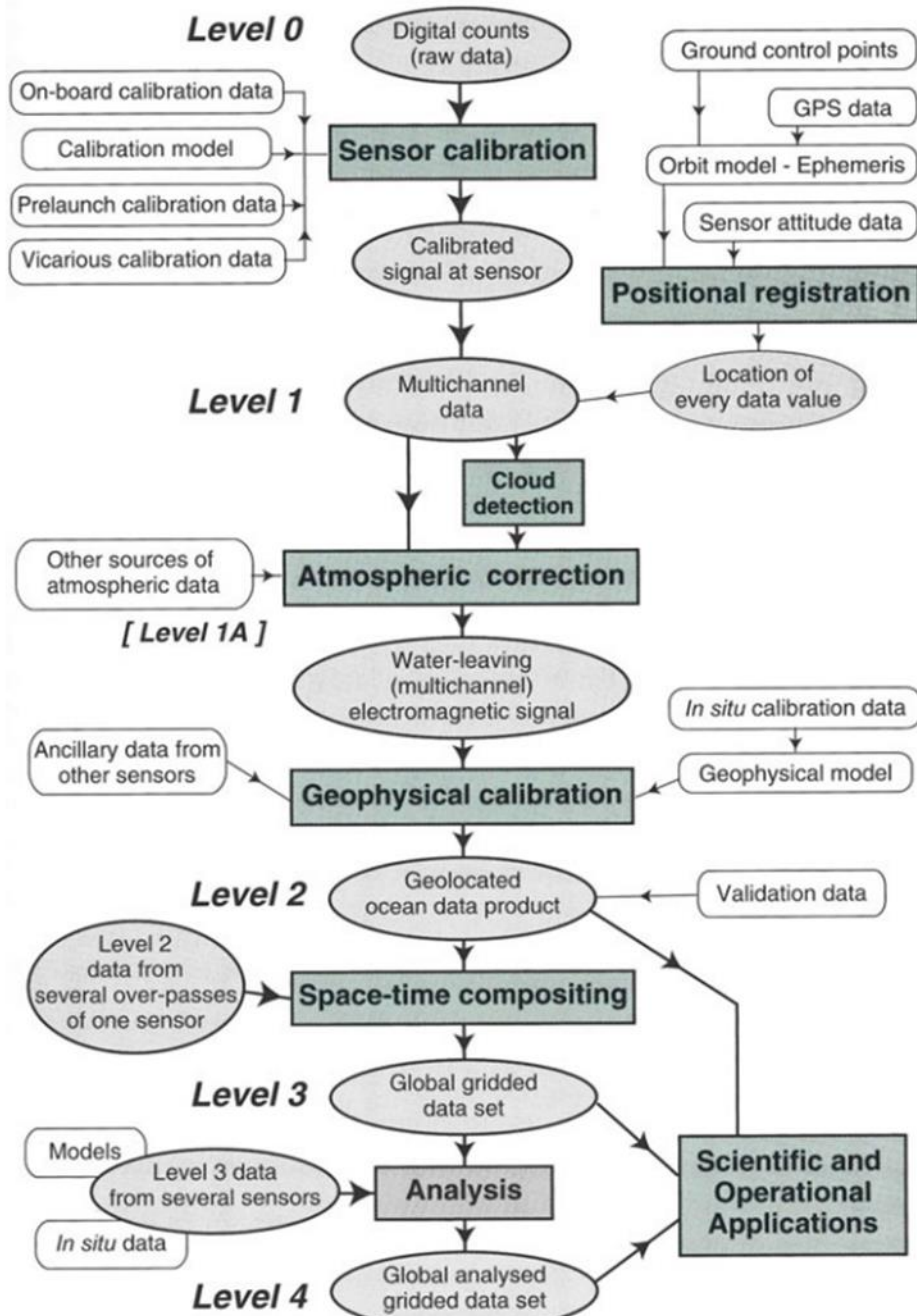 Level 0
Digital counts
(raw data)
Ground control points
On-board calibration data
GPS data
Calibration model
Sensor calibration
Orbit model - Ephemeris
Prelaunch calibration data
Sensor attitude data
Vicarious calibration data
Calibrated
signal at sensor
Positional registration
Level 1
Multichannel
data
Location of
every data value
Cloud
detection
Other sources of
atmospheric data
Atmospheric correction
[ Level 1A ]
Water-leaving
(multichannel)
electromagnetic signal
In situ calibration data
Ancillary data from
other sensors
Geophysical model
Geophysical calibration
Level 2
Geolocated
ocean data product
Validation data
Level 2
data from
several over-passes
of one sensor
Space-time compositing
Level 3
Global gridded
data set
Models
Level 3 data
from several sensors
Analysis
Scientific and
Operational
Applications
In situ data
Level 4
Global analysed
gridded data set